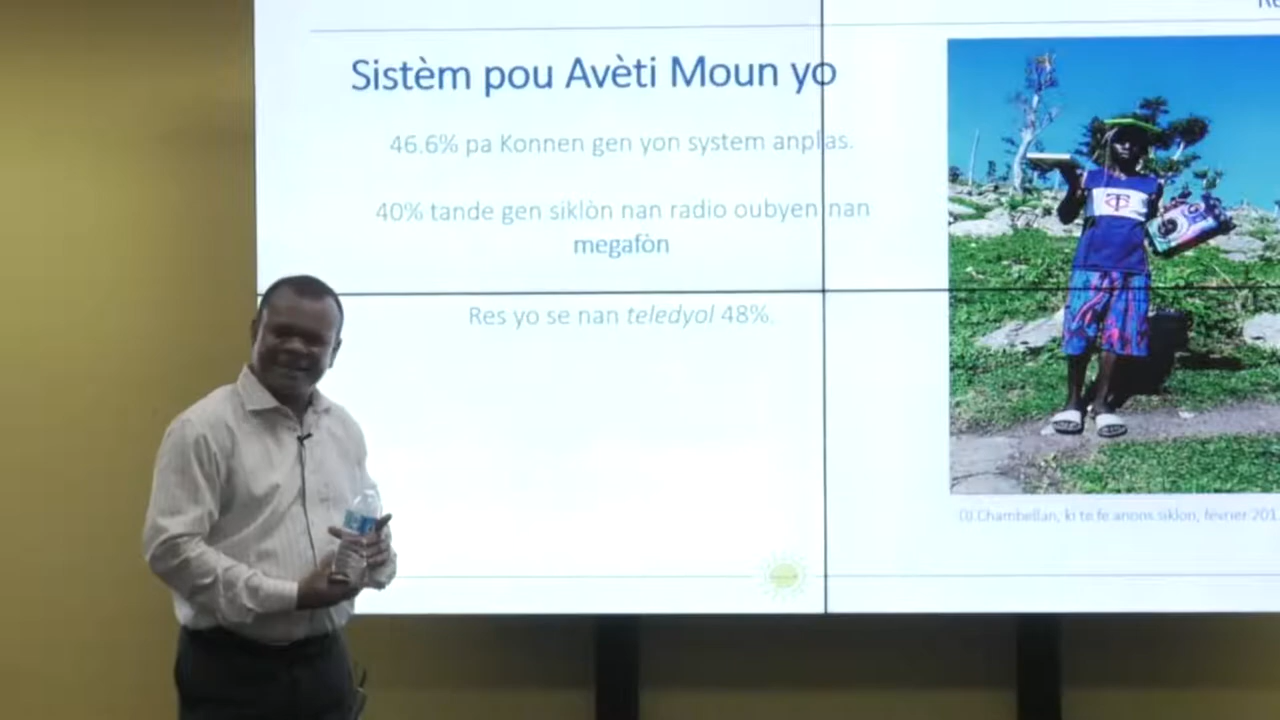 Sistèm pou Avèti Moun yo
46.6% pa Konnen gen yon system anplas.
40% tande gen siklòn nan radio oubyen nan
megafòn
Res yo se nan teledyol 48%.
Chambellan, ki te fe anons siklon, fevrier 201